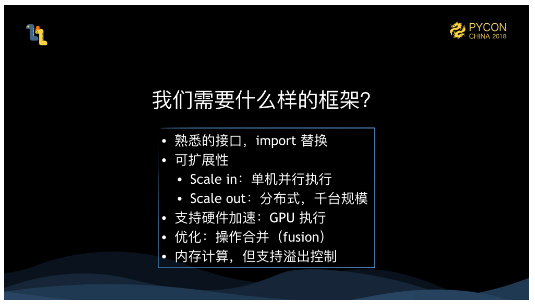 PYCON
CHINA 2018
我们需要什么样的框架？
• 熟悉的接口，import 替换
• 可扩展性
• Scale in：单机并行执行
• Scale out：分布式，千台规模
• 支持硬件加速：GPU 执行
• 优化：操作合并（fusion）
• 内存计算，但支持溢出控制